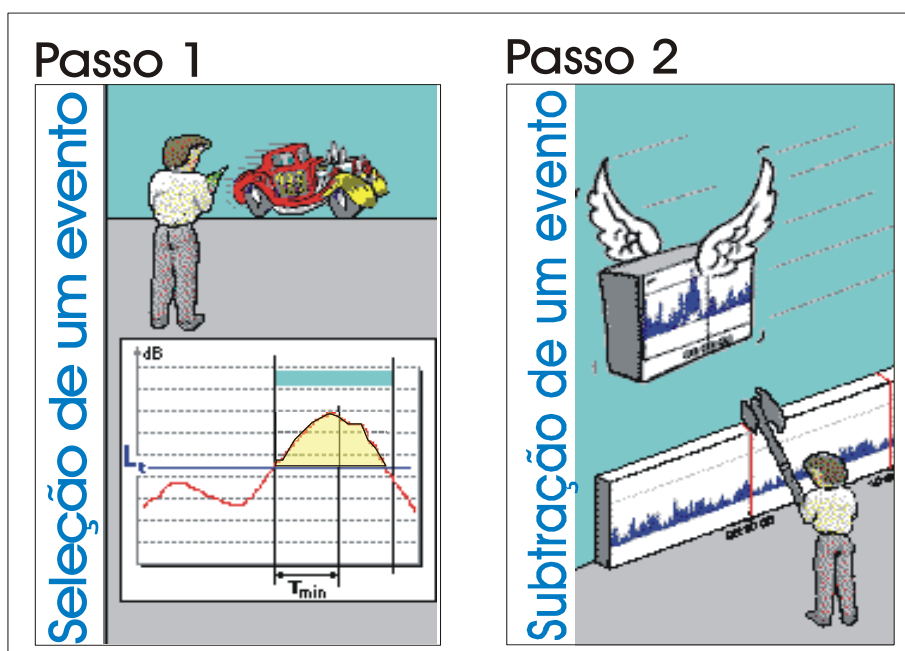 Passo 1
Seleção de um evento
dB
Lt
Tmin
Passo 2
Subtração de um evento